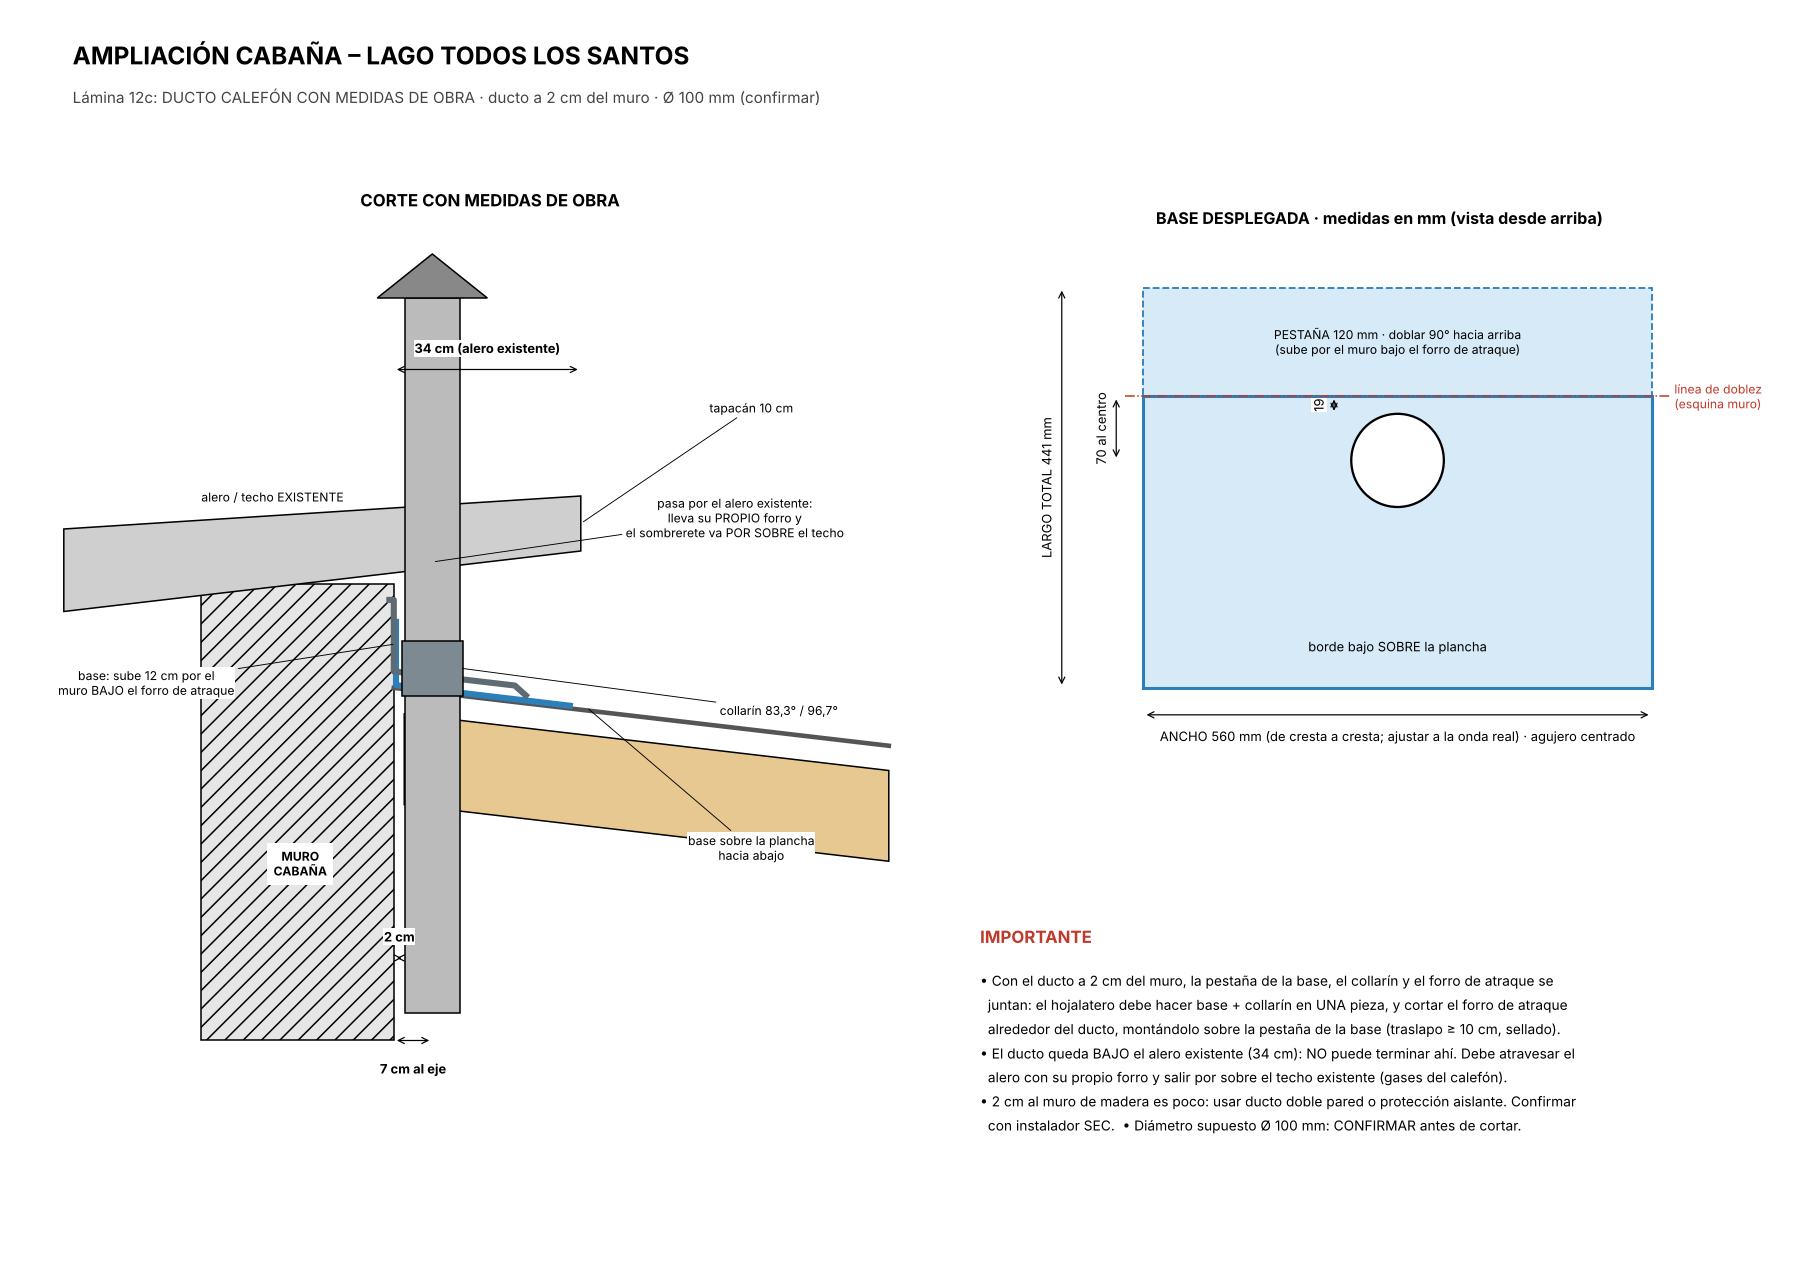 AMPLIACIÓN CABAÑA – LAGO TODOS LOS SANTOS
Lámina 12c: DUCTO CALEFÓN CON MEDIDAS DE OBRA · ducto a 2 cm del muro · Ø 100 mm (confirmar)
CORTE CON MEDIDAS DE OBRA
34 cm (alero existente)
tapacán 10 cm
alero / techo EXISTENTE
pasa por el alero existente:
lleva su PROPIO forro y
el sombrerete va POR SOBRE el techo
base: sube 12 cm por el
muro BAJO el forro de atraque
collarín 83,3° / 96,7°
base sobre la plancha
hacia abajo
MURO
CABAÑA
2 cm
7 cm al eje
BASE DESPLEGADA · medidas en mm (vista desde arriba)
PESTAÑA 120 mm · doblar 90° hacia arriba
(sube por el muro bajo el forro de atraque)
línea de doblez
(esquina muro)
19
70 al centro
LARGO TOTAL 441 mm
borde bajo SOBRE la plancha
ANCHO 560 mm (de cresta a cresta; ajustar a la onda real) · agujero centrado
IMPORTANTE
• Con el ducto a 2 cm del muro, la pestaña de la base, el collarín y el forro de atraque se
juntan: el hojalatero debe hacer base + collarín en UNA pieza, y cortar el forro de atraque
alrededor del ducto, montándolo sobre la pestaña de la base (traslapo ≥ 10 cm, sellado).
• El ducto queda BAJO el alero existente (34 cm): NO puede terminar ahí. Debe atravesar el
alero con su propio forro y salir por sobre el techo existente (gases del calefón).
• 2 cm al muro de madera es poco: usar ducto doble pared o protección aislante. Confirmar
con instalador SEC. • Diámetro supuesto Ø 100 mm: CONFIRMAR antes de cortar.